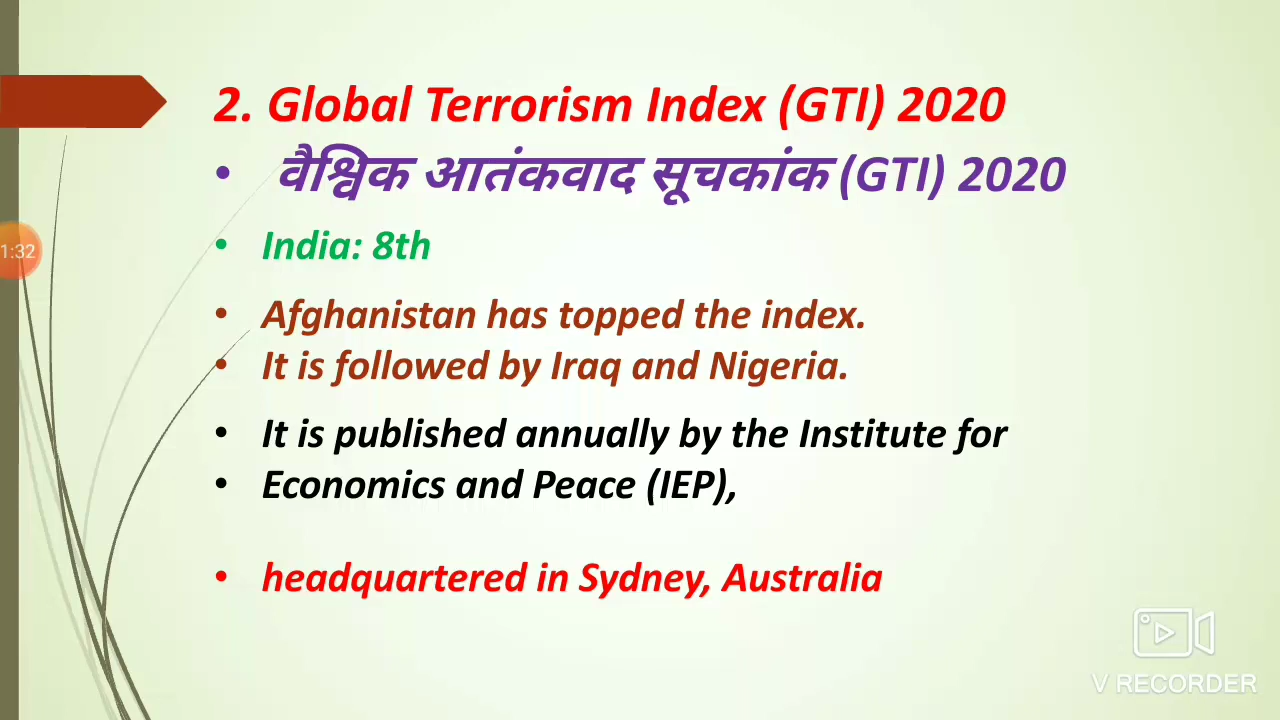 2. Global Terrorism Index (GTI) 2020
• वैश्विक आतंकवाद सूचकांक (GTI) 2020
• India: 8th
• Afghanistan has topped the index.
• It is followed by Iraq and Nigeria.
• It is published annually by the Institute for
• Economics and Peace (IEP),
• headquartered in Sydney, Australia
1:32
V RECORDER